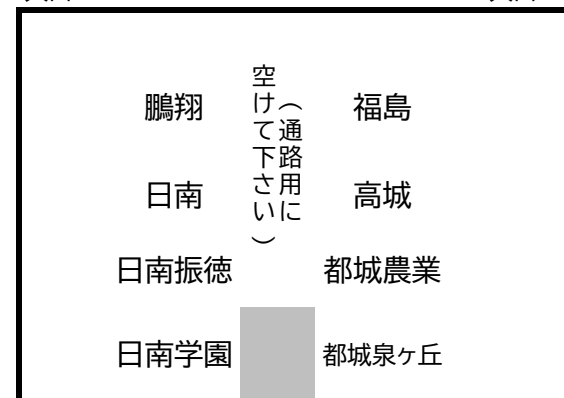 鵬翔
日南
日南振徳
日南学園
（通路用に
空けて下さい）
福島
高城
都城農業
都城泉ヶ丘